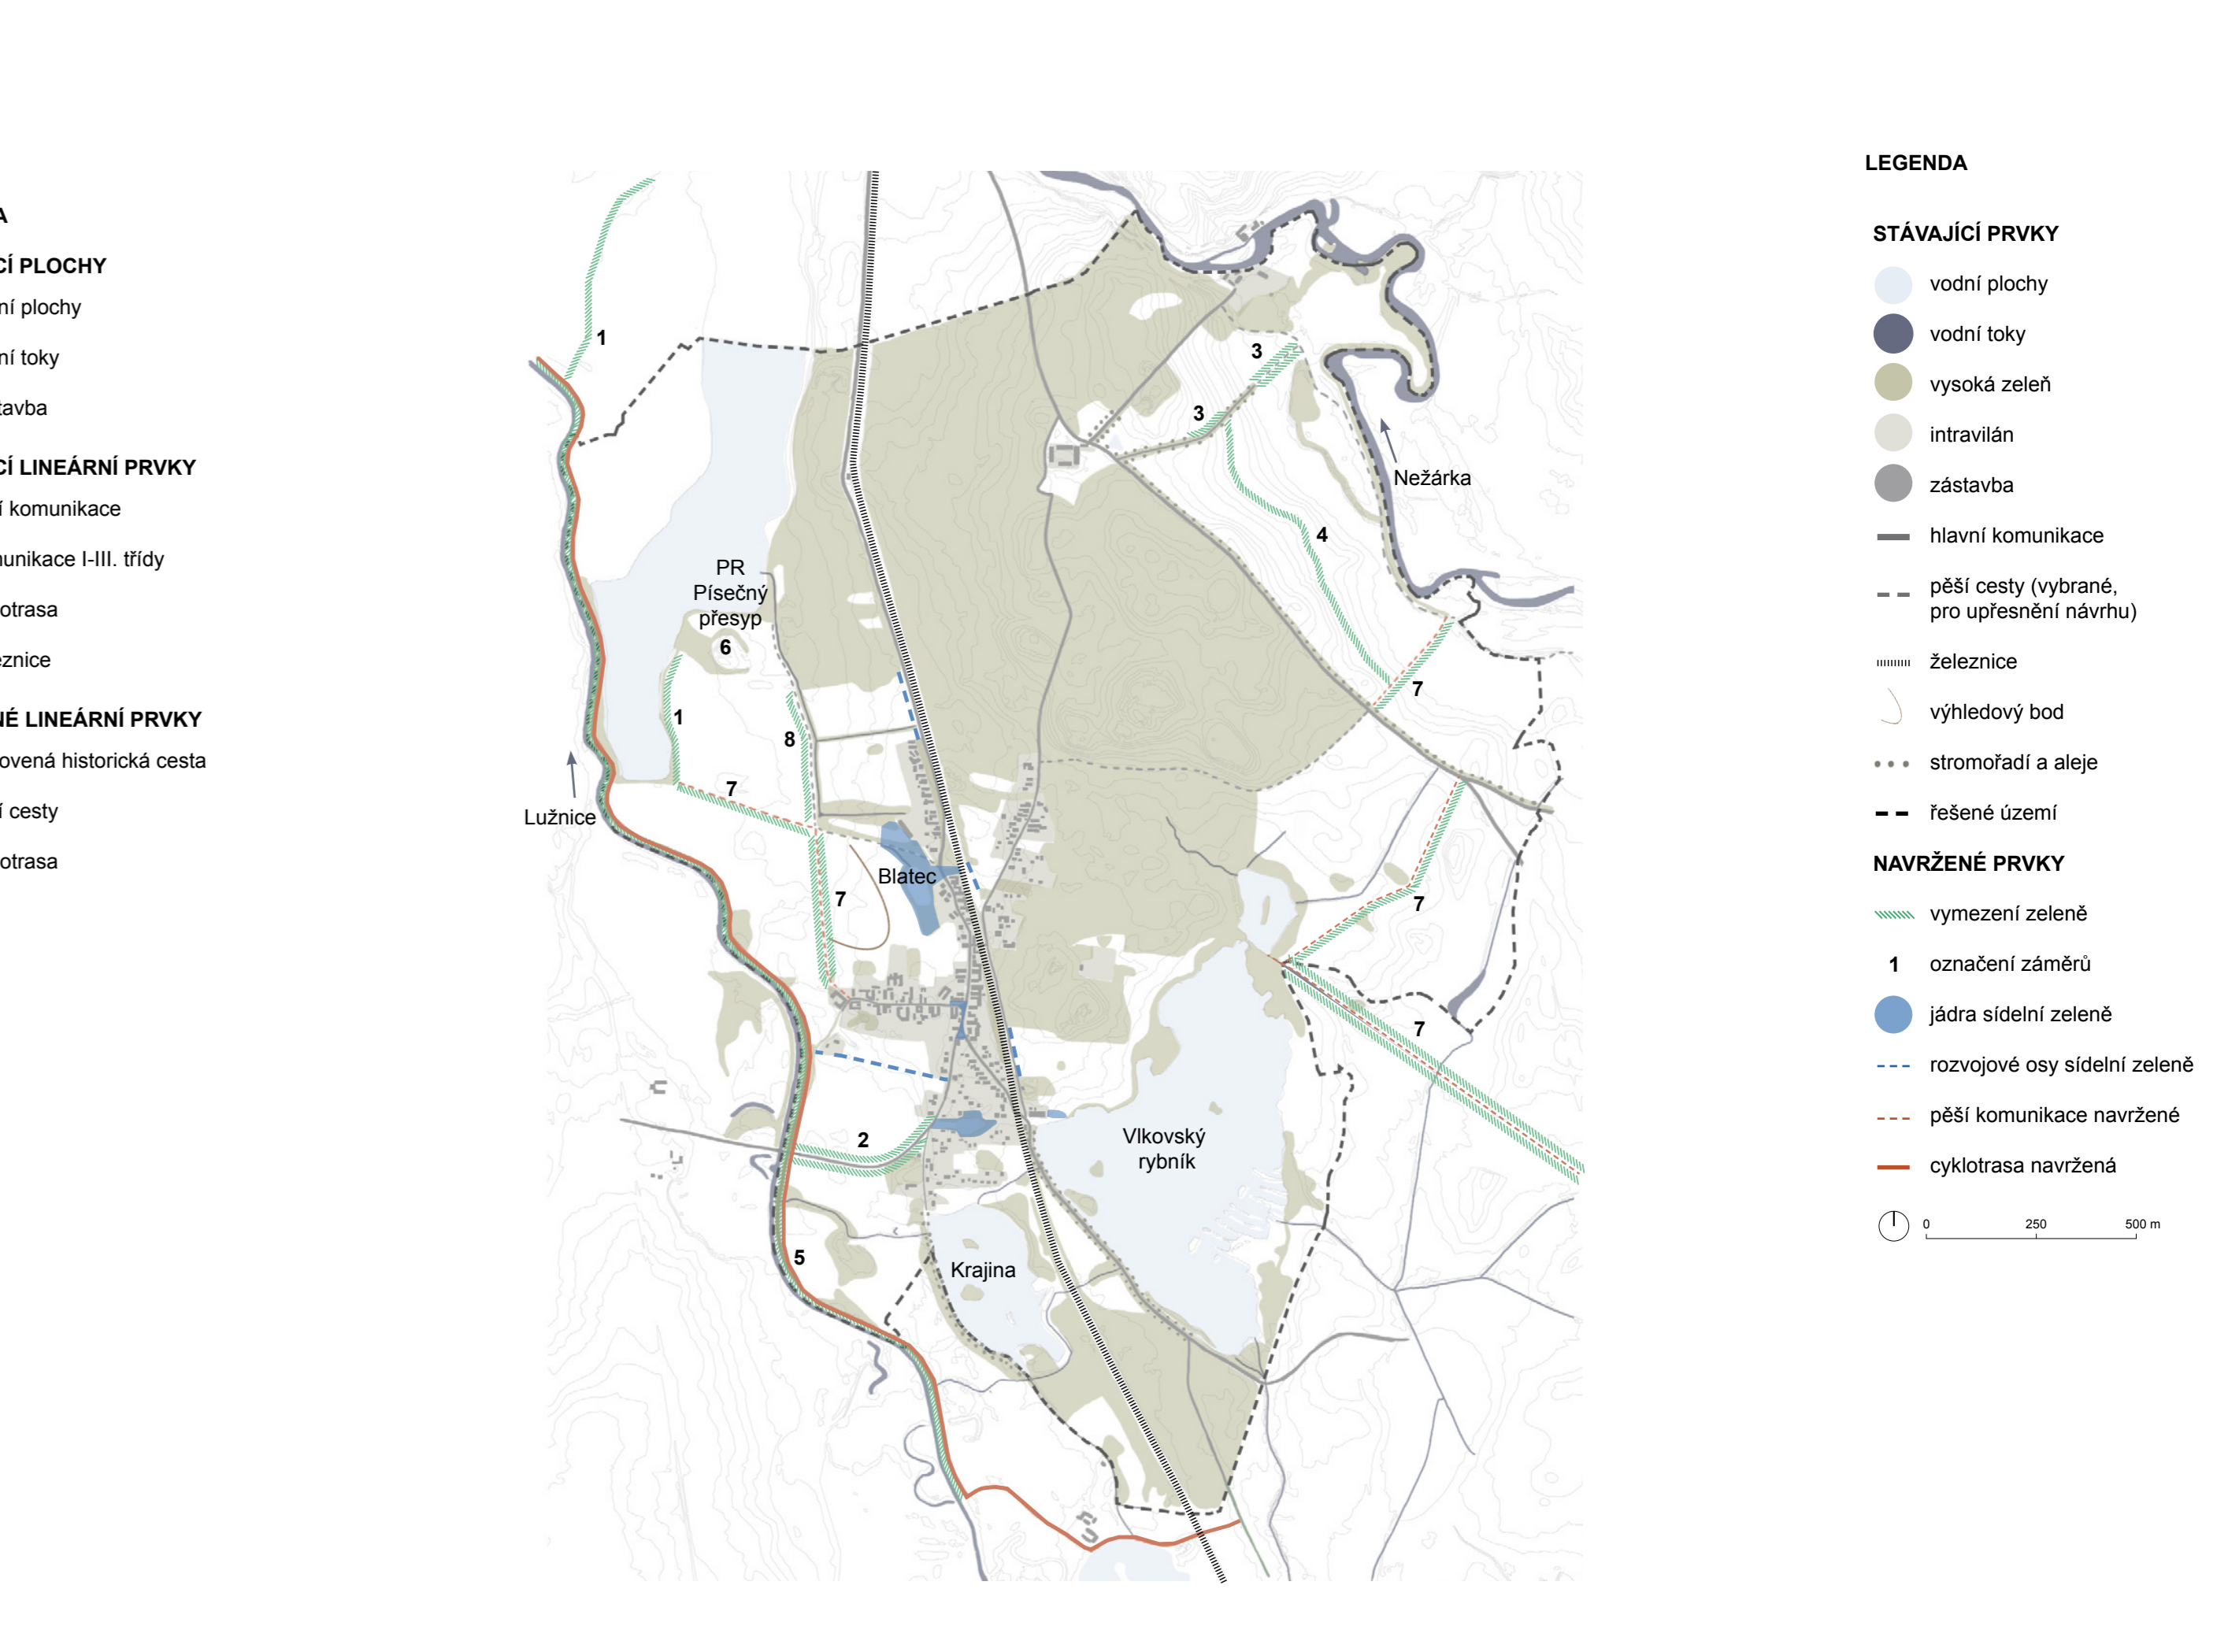 A
CÍ PLOCHY
ní plochy
ní toky
tavba
CÍ LINEÁRNÍ PRVKY
í komunikace
unikace I-III. třídy
otrasa
eznice
NÉ LINEÁRNÍ PRVKY
ovená historická cesta
í cesty
otrasa
1
3
3
Nežárka
4
PR
Písečný
přesyp
6
7
1
8
7
Lužnice
Blatec
7
7
7
2
Vlkovský
rybník
5
Krajina
LEGENDA
STÁVAJÍCÍ PRVKY
vodní plochy
vodní toky
vysoká zeleň
intravilán
zástavba
hlavní komunikace
pěší cesty (vybrané,
pro upřesnění návrhu)
železnice
výhledový bod
stromořadí a aleje
řešené území
NAVRŽENÉ PRVKY
vymezení zeleně
1 označení záměrů
jádra sídelní zeleně
rozvojové osy sídelní zeleně
pěší komunikace navržené
cyklotrasa navržená
0 250 500 m